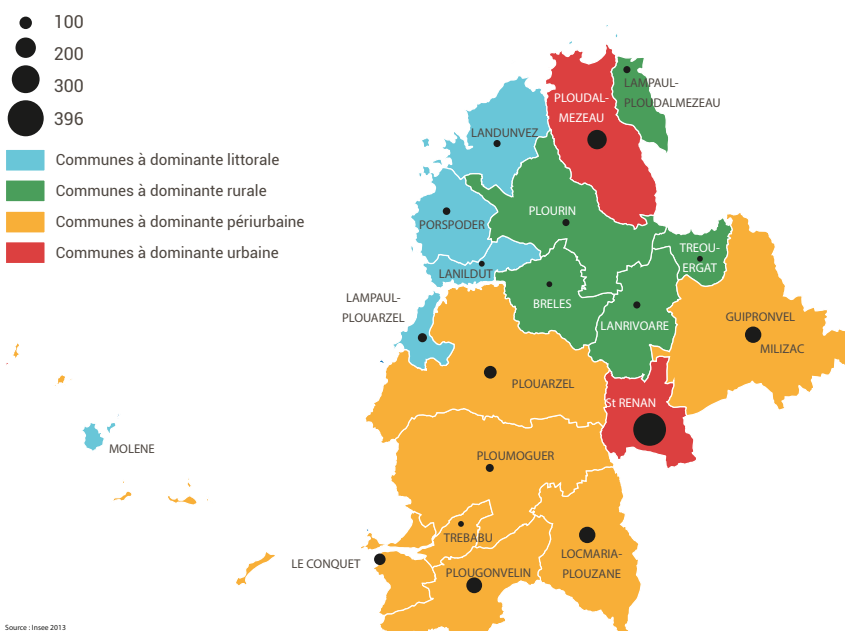 100
200
300
396
Communes à dominante littorale
Communes à dominante rurale
Communes à dominante périurbaine
Communes à dominante urbaine
LAMPAUL-
PLOUDALMEZEAU
PLOUDAL-
MEZEAU
LANDUNVEZ
PLOURIN
PORSPODER
TREOU-
ERGAT
LANILDUT
LAMPAUL-
PLOUARZEL
BRELES
LANRIVOARE
GUIPRONVEL
MILIZAC
PLOUARZEL
St RENAN
MOLENE
PLOUMOGUER
TREBABU
LE CONQUET
PLOUGONVELIN
LOCMARIA-
PLOUZANE
Source : Insee 2013